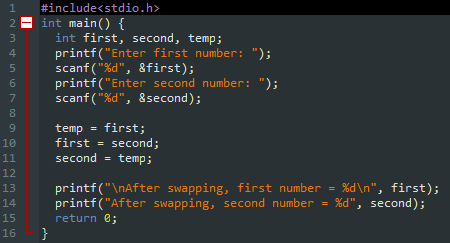 1 #include<stdio.h>
2 int main() {
3 int first, second, temp;
4 printf("Enter first number: ");
5 scanf("%d", &first);
6 printf("Enter second number: ");
7 scanf("%d", &second);
8
9 temp = first;
10 first = second;
11 second = temp;
12
13 printf("\nAfter swapping, first number = %d\n", first);
14 printf("After swapping, second number = %d", second);
15 return 0;
16 }